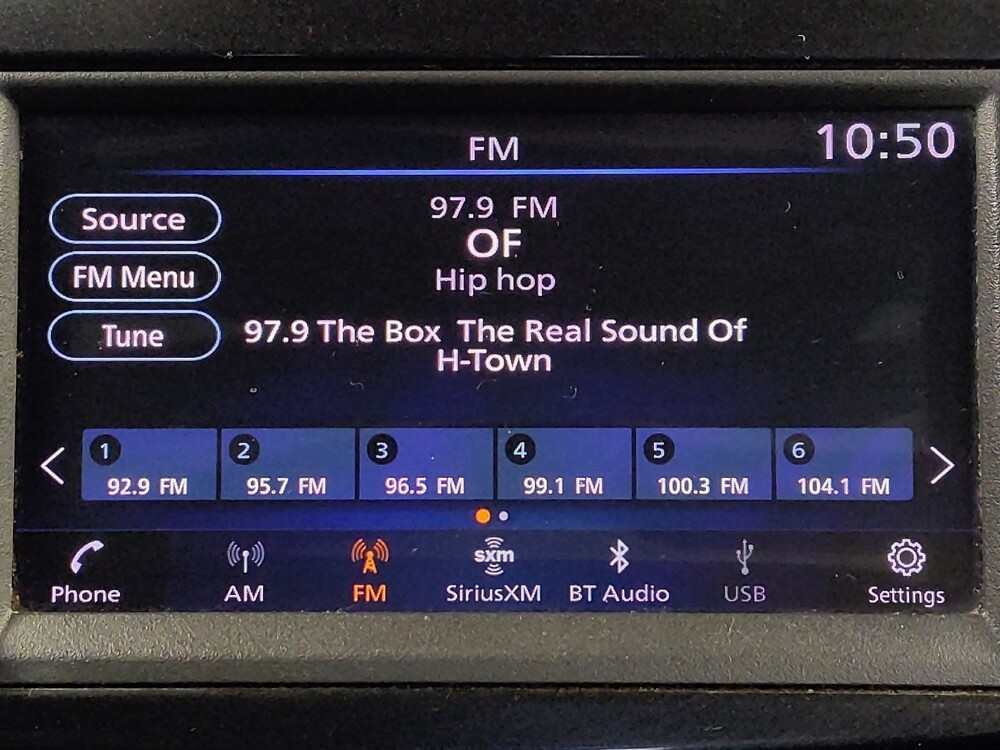 FM
10:50
Source
97.9 FM
OF
FM Menu
Hip hop
Tune
97.9 The Box The Real Sound Of
H-Town
1
92.9 FM
2
95.7 FM
3
96.5 FM
4
99.1 FM
5
100.3 FM
6
104.1 FM
Phone
AM
FM
sxm
SiriusXM
BT Audio
USB
Settings